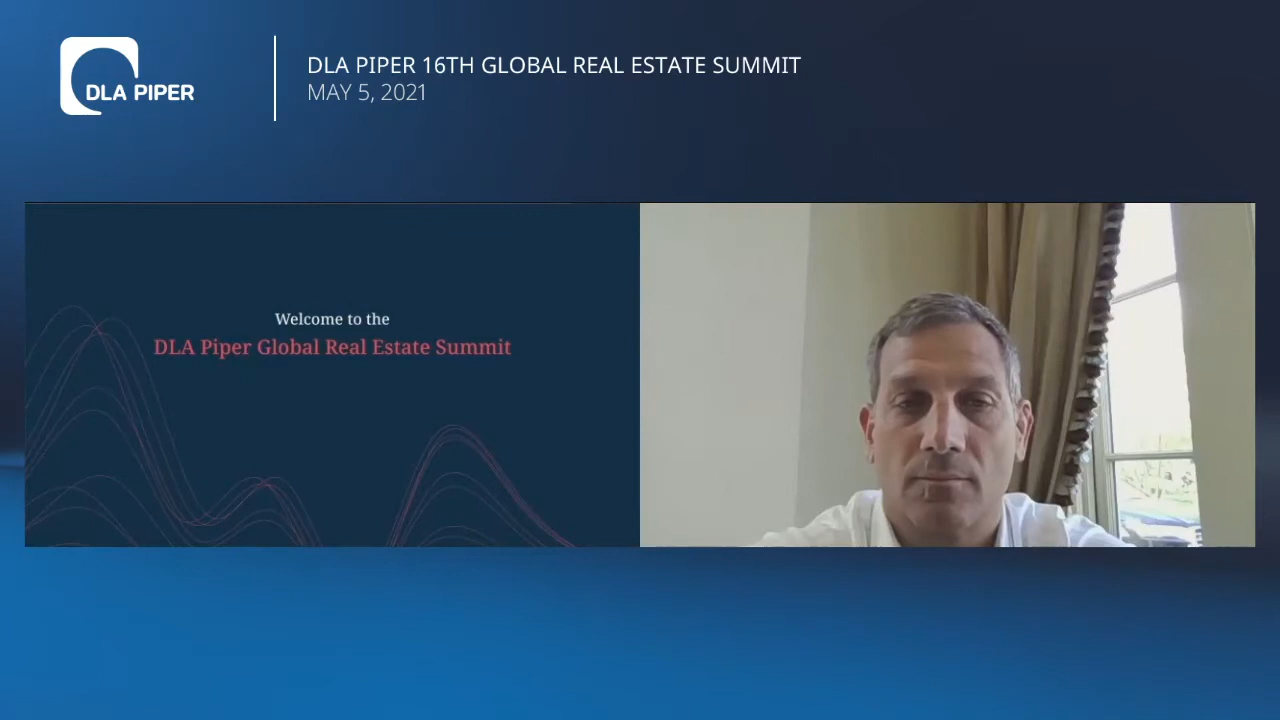 DLA PIPER
DLA PIPER 16TH GLOBAL REAL ESTATE SUMMIT
MAY 5, 2021
Welcome to the
DLA Piper Global Real Estate Summit